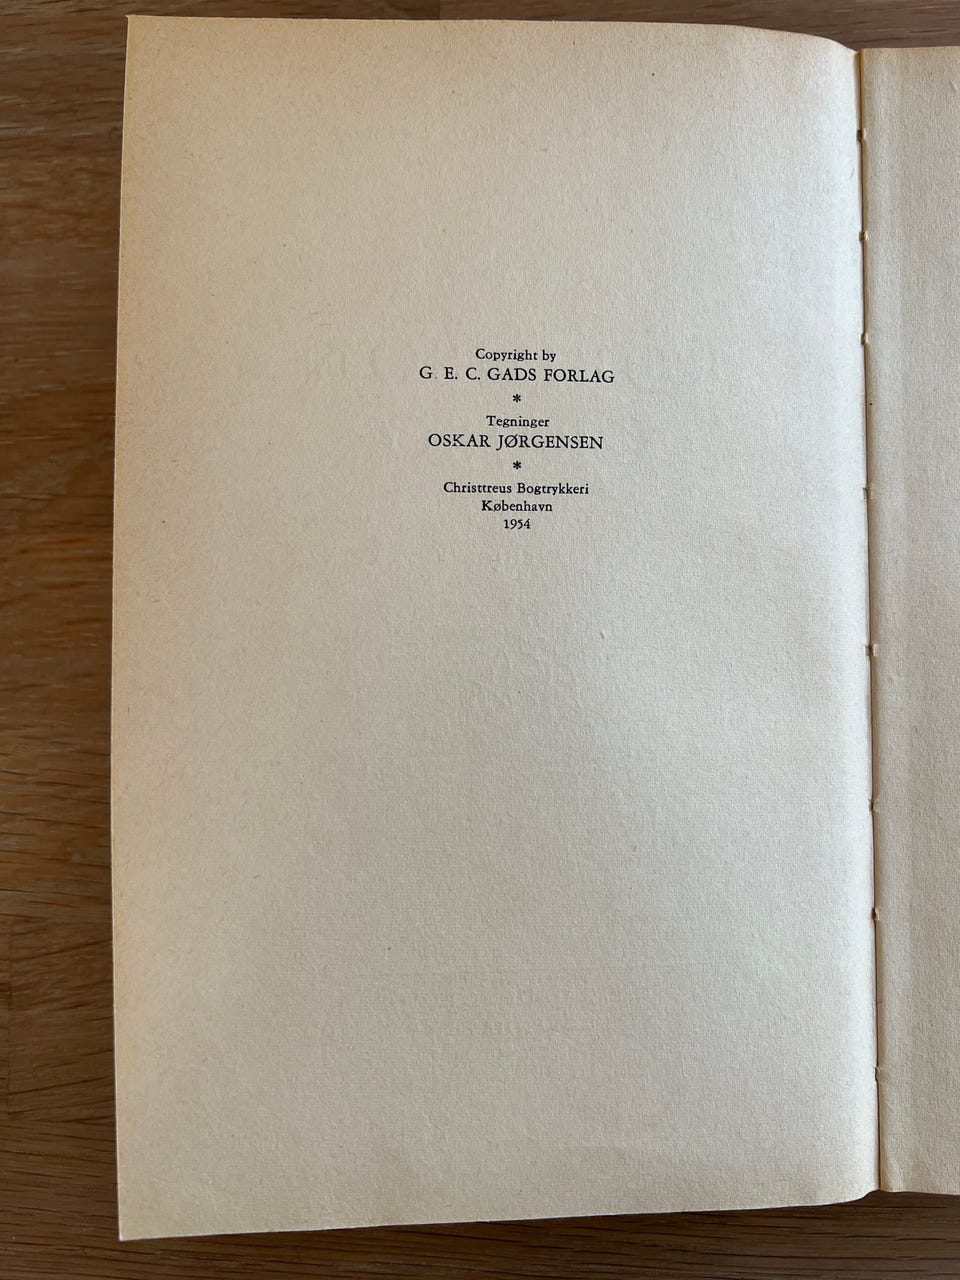 Copyright by
G. E. C. GADS FORLAG
*
Tegninger
OSKAR JØRGENSEN
*
Christtreus Bogtrykkeri
København
1954